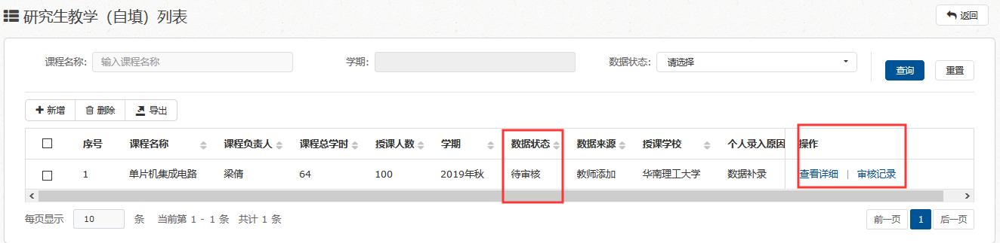 研究生教学（自填）列表
返回
课程名称: 输入课程名称 学期: 数据状态: 请选择 查询 重置
新增 删除 导出
序号 课程名称 课程负责人 课程总学时 授课人数 学期 数据状态 数据来源 授课学校 个人录入原因 操作
1 单片机集成电路 梁倩 64 100 2019年秋 待审核 教师添加 华南理工大学 数据补录 查看详细 | 审核记录
每页显示 10 条 当前第 1 - 1 条 共计 1 条 前一页 1 后一页